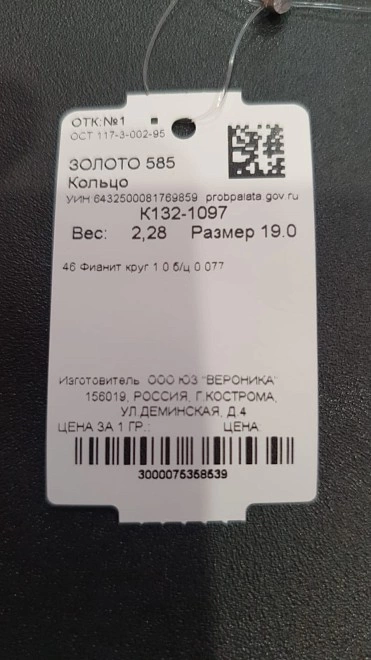 ОТК:№1
ОСТ 117-3-002-95
ЗОЛОТО 585
Кольцо
УИН 6432500081769859 probpalata.gov.ru
К132-1097
Вес: 2,28 Размер 19.0
46 Фианит круг 1.0 б/ц 0.077
Изготовитель ООО ЮЗ "ВЕРОНИКА"
156019, РОССИЯ, Г.КОСТРОМА,
УЛ.ДЕМИНСКАЯ, Д.4
ЦЕНА ЗА 1 ГР.: ЦЕНА:
3000075358539